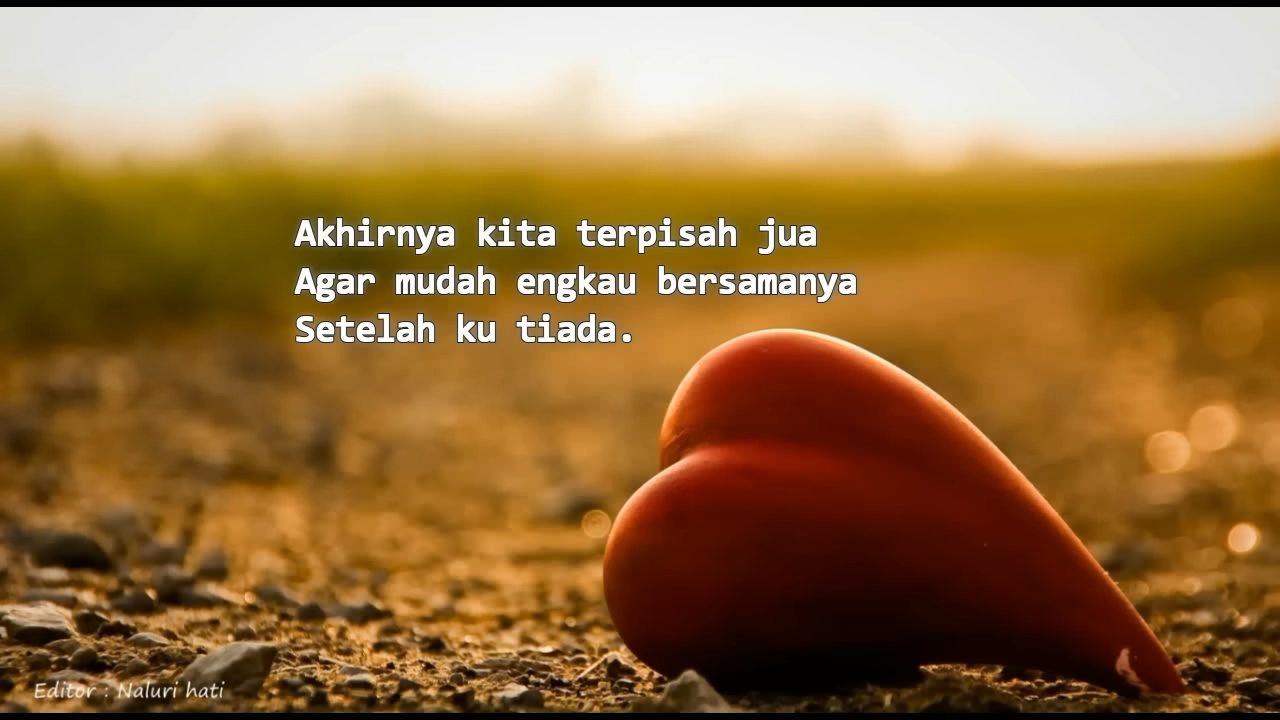 Akhirnya kita terpisah jua
Agar mudah engkau bersamanya
Setelah ku tiada.
Editor : Naluri hati